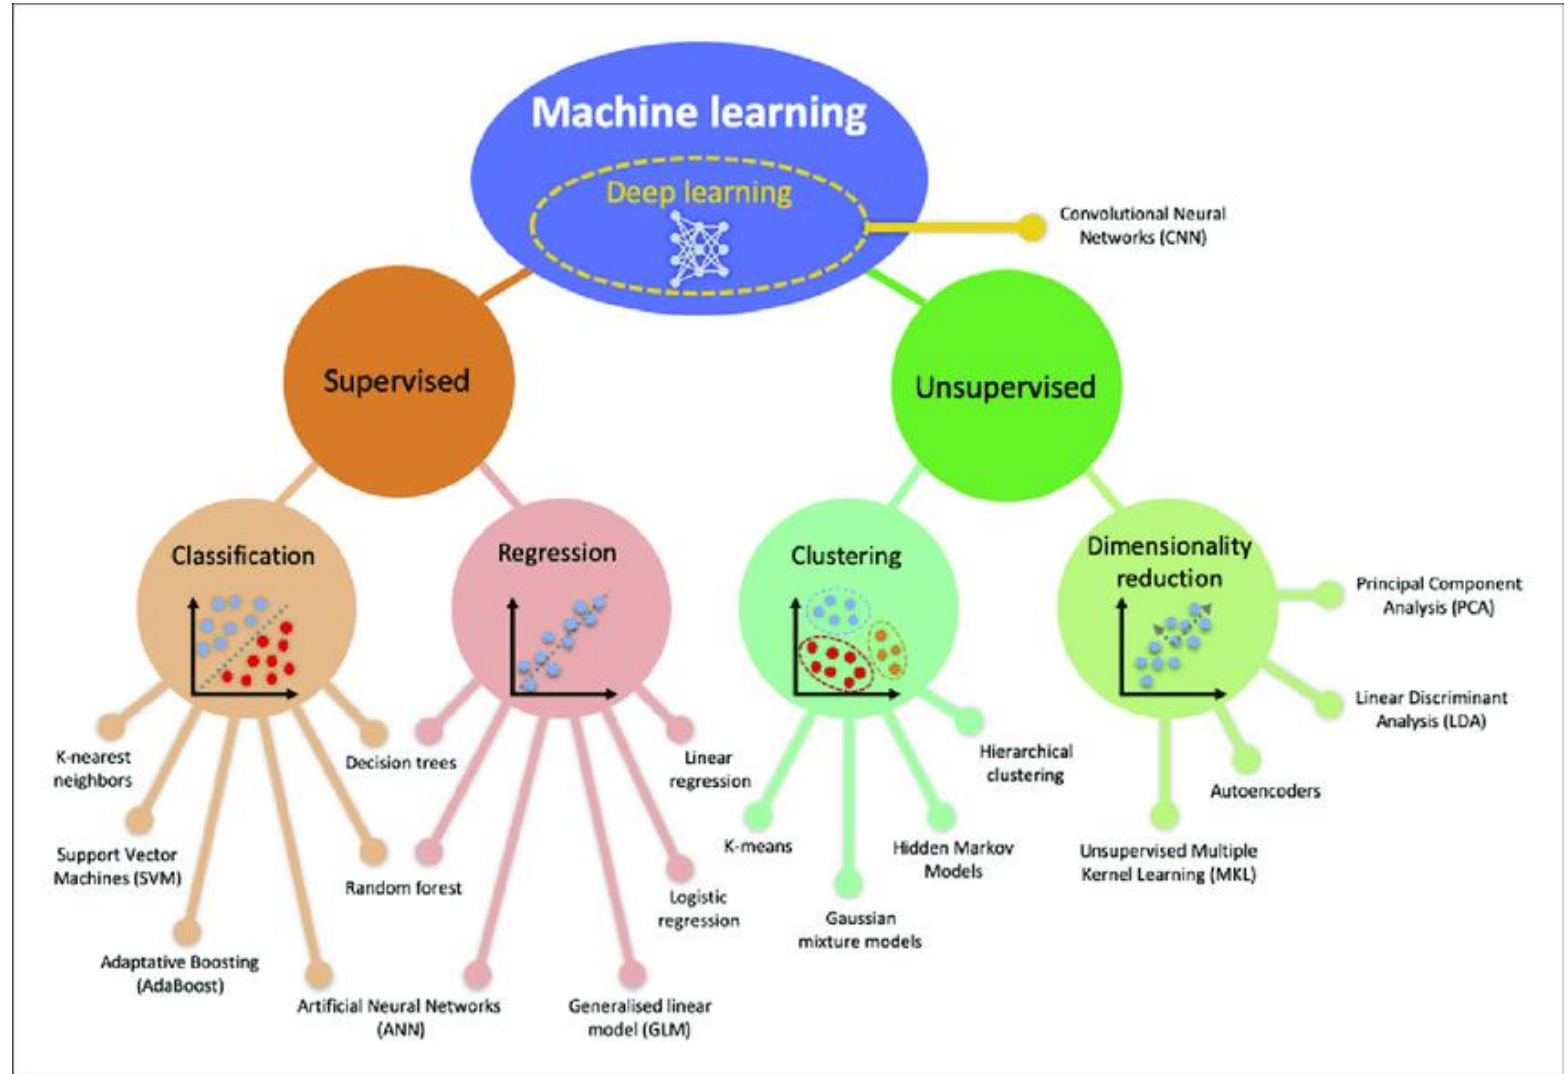 Machine learning
Deep learning
Convolutional Neural
Networks (CNN)
Supervised
Unsupervised
Classification
Regression
Clustering
Dimensionality
reduction
Principal Component
Analysis (PCA)
Linear Discriminant
Analysis (LDA)
Autoencoders
Unsupervised Multiple
Kernel Learning (MKL)
K-nearest
neighbors
Support Vector
Machines (SVM)
Adaptative Boosting
(AdaBoost)
Artificial Neural Networks
(ANN)
Decision trees
Random forest
Linear
regression
Logistic
regression
Generalised linear
model (GLM)
K-means
Gaussian
mixture models
Hidden Markov
Models
Hierarchical
clustering